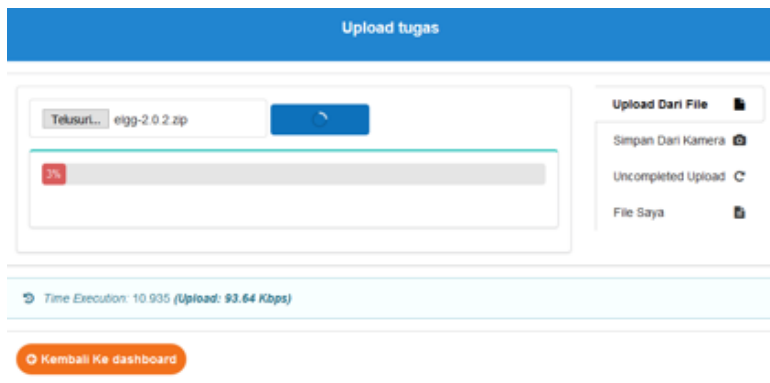 Upload tugas
Telusuri... elgg-2.0.2.zip
3%
Upload Dari File
Simpan Dari Kamera
Uncompleted Upload
File Saya
Time Execution: 10.935 (Upload: 93.64 Kbps)
Kembali Ke dashboard